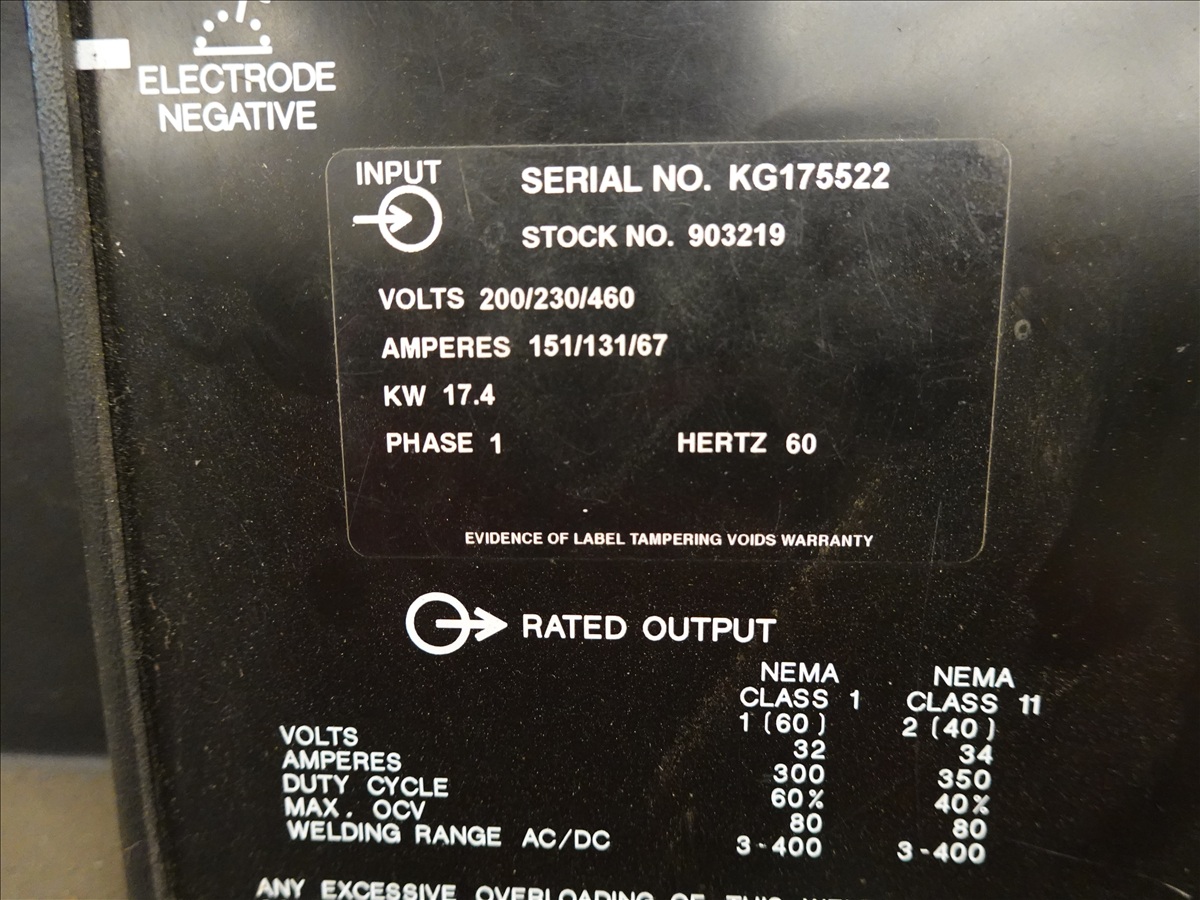 ELECTRODE
NEGATIVE
INPUT
SERIAL NO. KG175522
STOCK NO. 903219
VOLTS 200/230/460
AMPERES 151/131/67
KW 17.4
PHASE 1 HERTZ 60
EVIDENCE OF LABEL TAMPERING VOIDS WARRANTY
RATED OUTPUT
NEMA NEMA
CLASS 1 CLASS 11
1 (60) 2 (40)
VOLTS 32 34
AMPERES 300 350
DUTY CYCLE 60% 40%
MAX. OCV 80 80
WELDING RANGE AC/DC 3-400 3-400
ANY EXCESSIVE OVERLOADING OF THIS